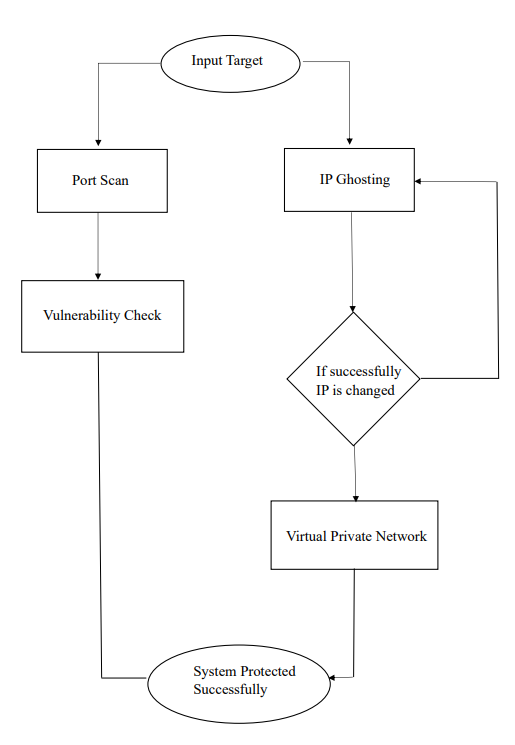 Input Target
Port Scan
IP Ghosting
Vulnerability Check
If successfully
IP is changed
Virtual Private Network
System Protected
Successfully